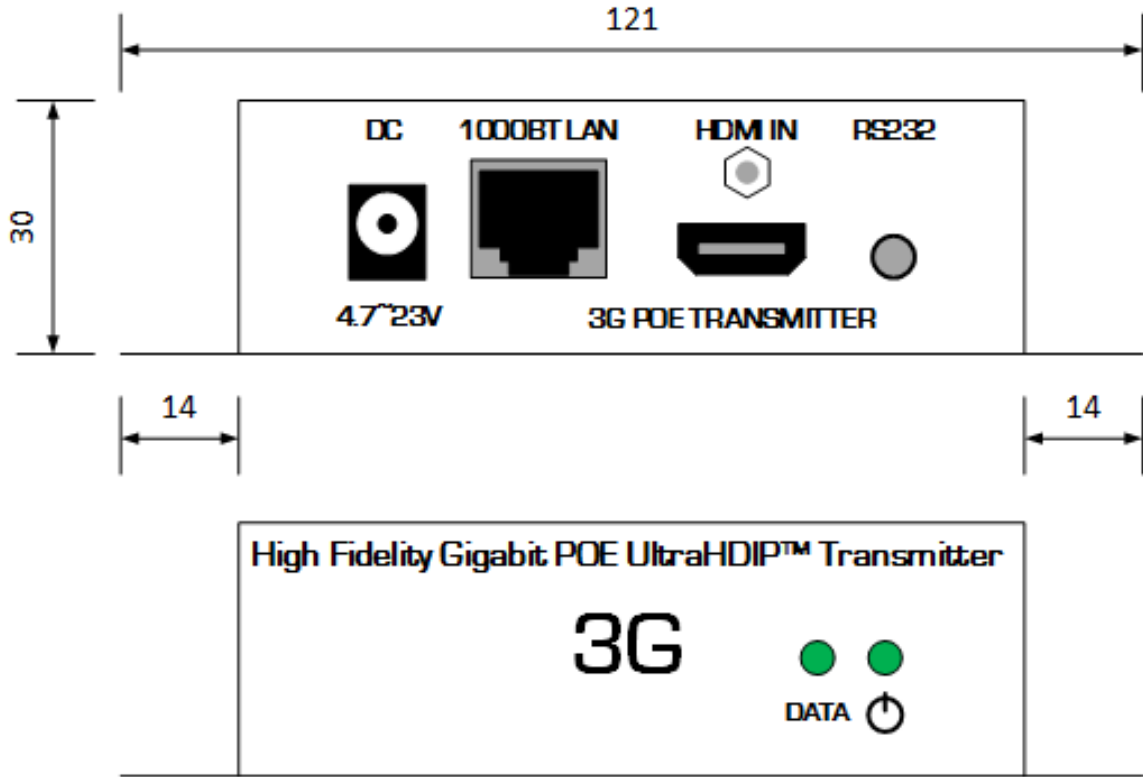 121
DC 1000BT LAN HDMI IN RS232
30
4.7~23V 3G POE TRANSMITTER
14 14
High Fidelity Gigabit POE UltraHDIP™ Transmitter
3G
DATA